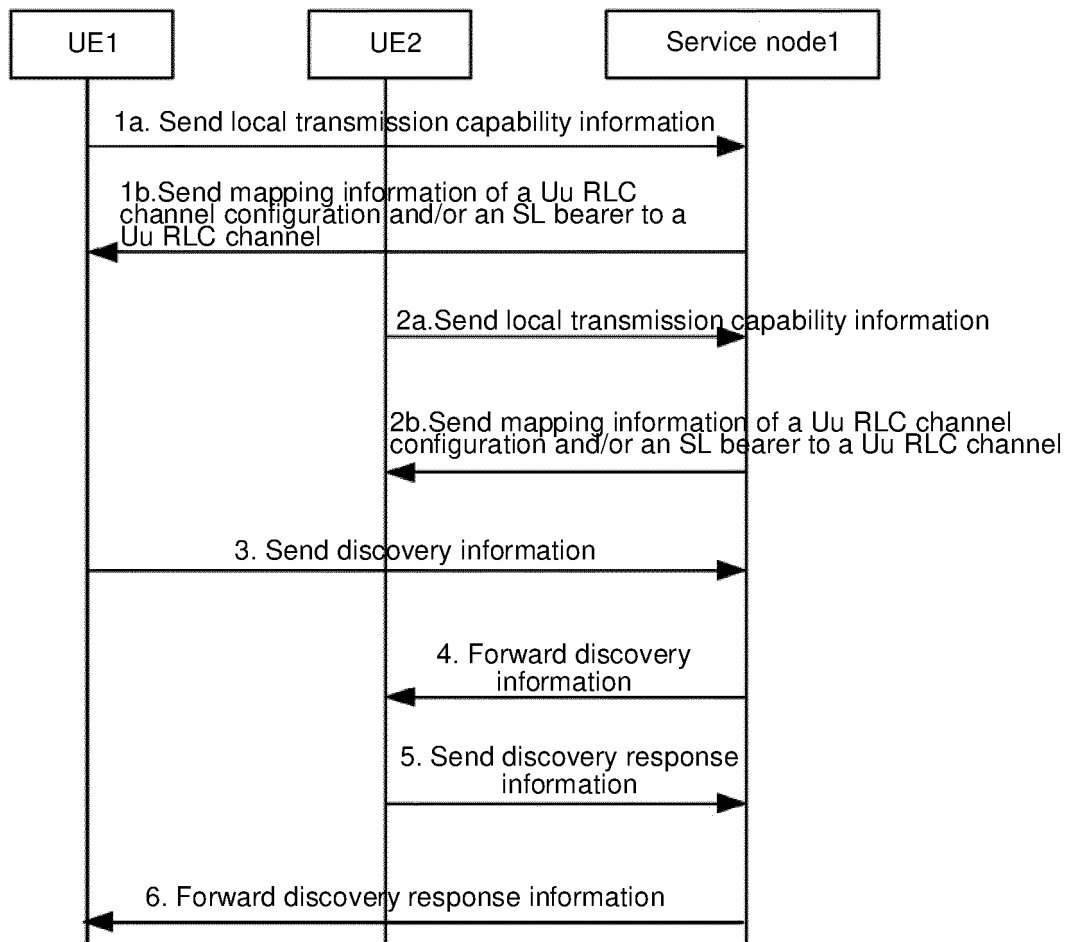 UE1
UE2
Service node1
1a. Send local transmission capability information
1b.Send mapping information of a Uu RLC
channel configuration and/or an SL bearer to a
Uu RLC channel
2a.Send local transmission capability information
2b.Send mapping information of a Uu RLC channel
configuration and/or an SL bearer to a Uu RLC channel
3. Send discovery information
4. Forward discovery
information
5. Send discovery response
information
6. Forward discovery response information